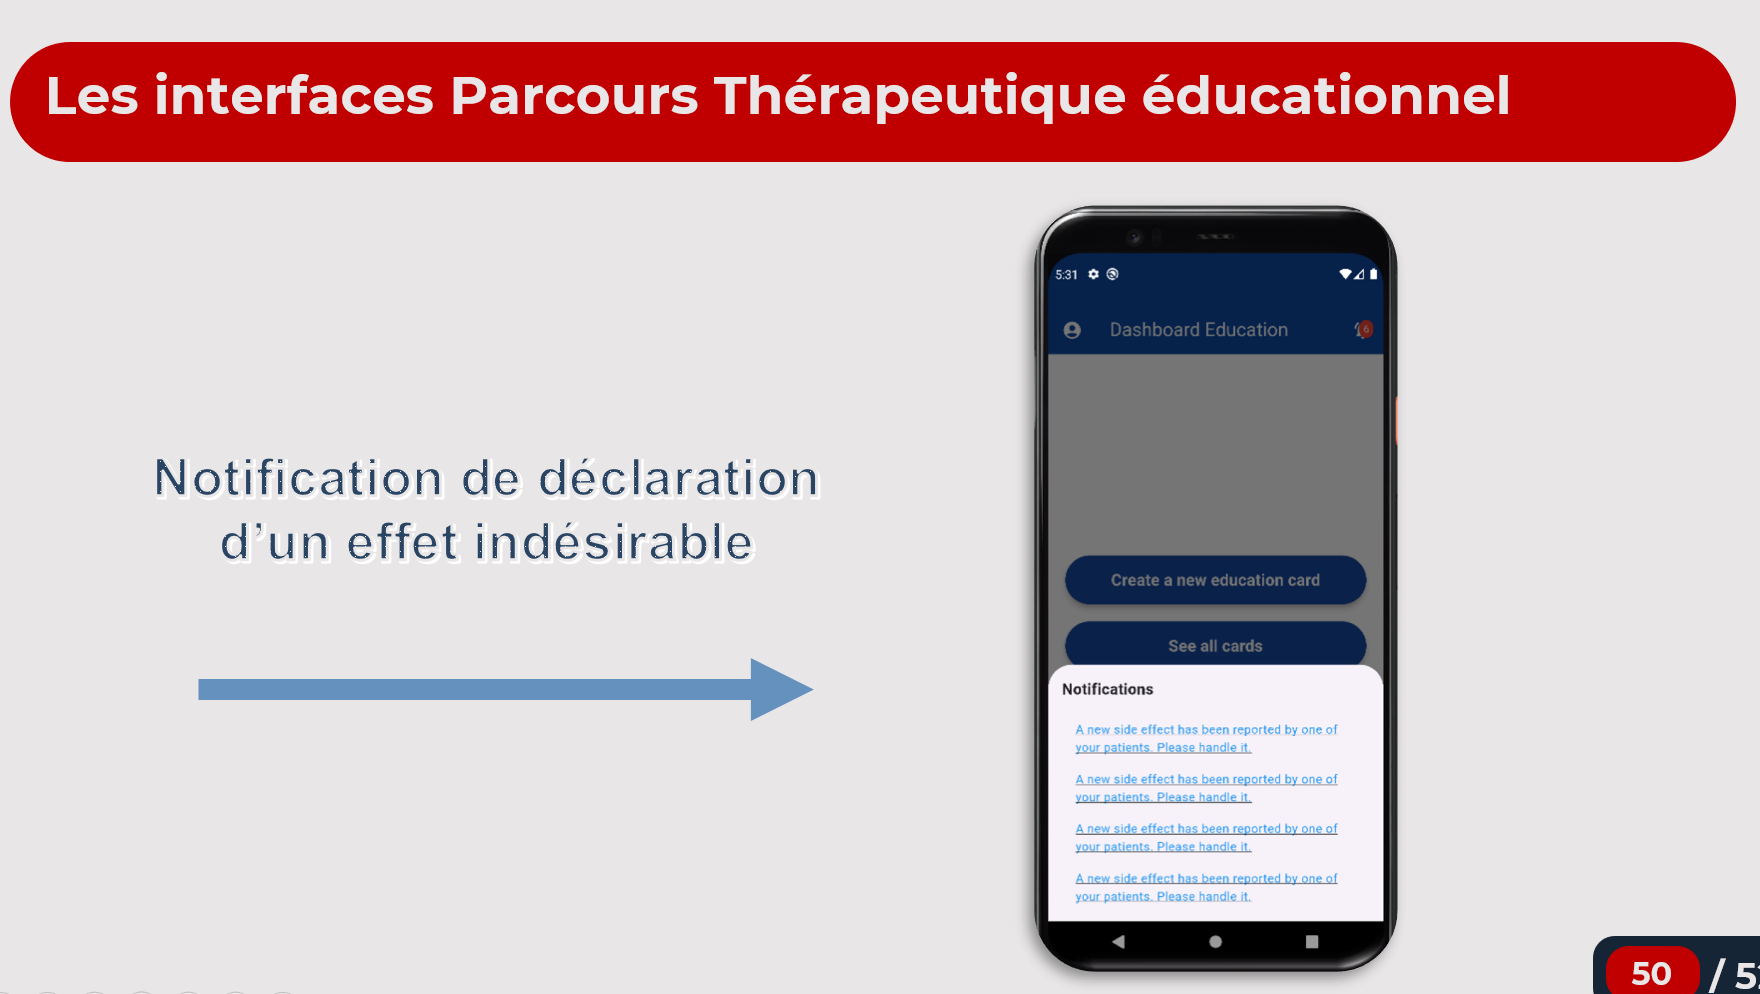 Les interfaces Parcours Thérapeutique éducationnel
Notification de déclaration
d’un effet indésirable
5:31
Dashboard Education
6
Create a new education card
See all cards
Notifications
A new side effect has been reported by one of
your patients. Please handle it.
A new side effect has been reported by one of
your patients. Please handle it.
A new side effect has been reported by one of
your patients. Please handle it.
A new side effect has been reported by one of
your patients. Please handle it.
50 /